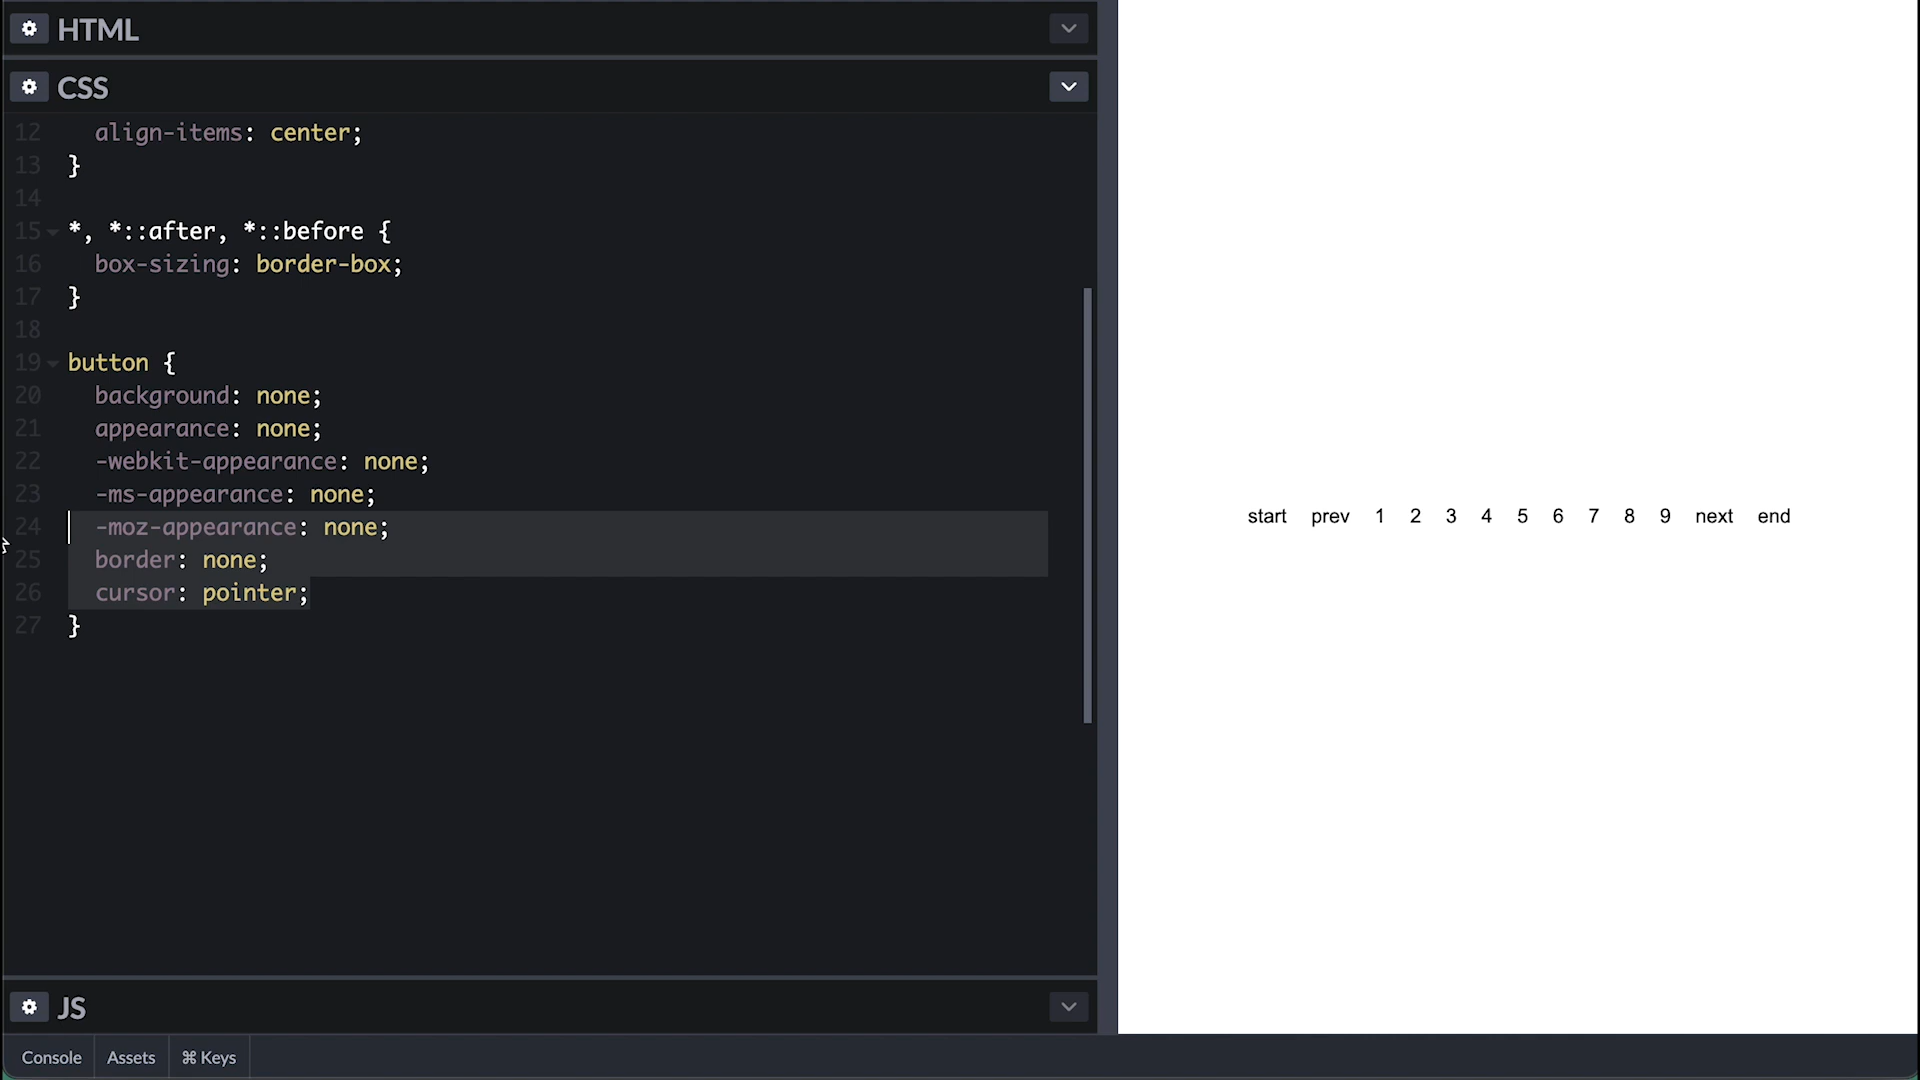 HTML
CSS
12 align-items: center;
13 }
14
15 *, *::after, *::before {
16 box-sizing: border-box;
17 }
18
19 button {
20 background: none;
21 appearance: none;
22 -webkit-appearance: none;
23 -ms-appearance: none;
24 -moz-appearance: none;
25 border: none;
26 cursor: pointer;
27 }
start prev 1 2 3 4 5 6 7 8 9 next end
JS
Console Assets ⌘ Keys